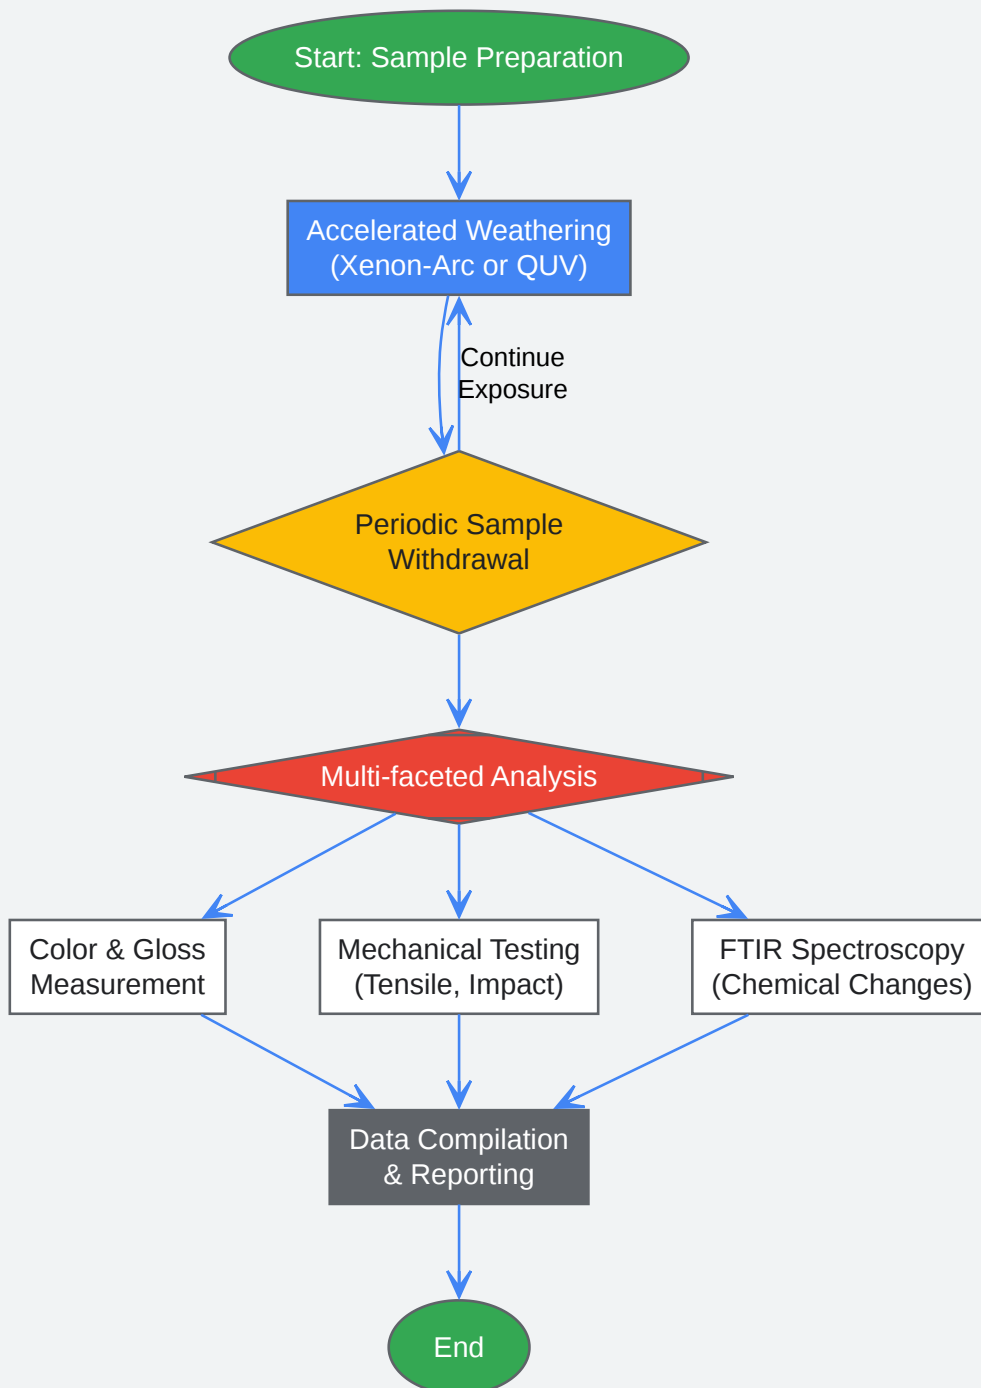 Start: Sample Preparation
Accelerated Weathering
(Xenon-Arc or QUV)
Continue
Exposure
Periodic Sample
Withdrawal
Multi-faceted Analysis
Color & Gloss
Measurement
Mechanical Testing
(Tensile, Impact)
FTIR Spectroscopy
(Chemical Changes)
Data Compilation
& Reporting
End